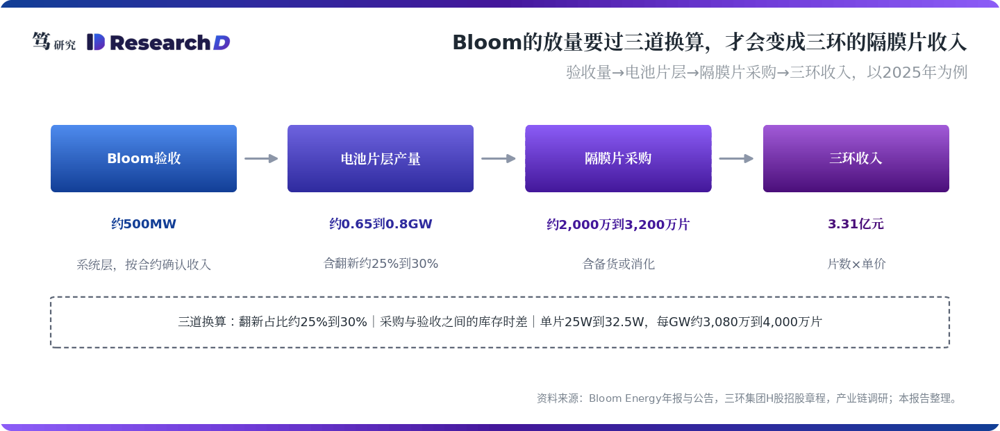 笃研究 ResearchD
Bloom的放量要过三道换算，才会变成三环的隔膜片收入
验收量→电池片层→隔膜片采购→三环收入，以2025年为例
Bloom验收
电池片层产量
隔膜片采购
三环收入
约500MW
约0.65到0.8GW
约2,000万到3,200万片
3.31亿元
系统层，按合约确认收入
含翻新约25%到30%
含备货或消化
片数×单价
三道换算：翻新占比约25%到30%｜采购与验收之间的库存时差｜单片25W到32.5W，每GW约3,080万到4,000万片
资料来源：Bloom Energy年报与公告，三环集团H股招股章程，产业链调研；本报告整理。